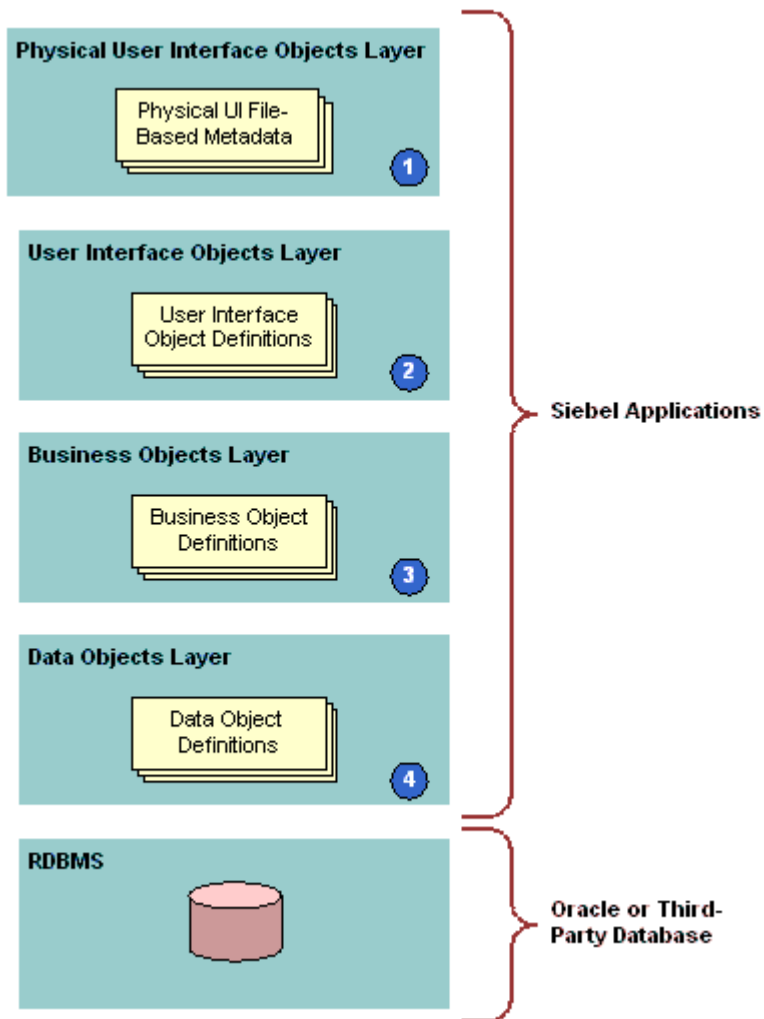 Physical User Interface Objects Layer
Physical UI File-
Based Metadata
1
User Interface Objects Layer
User Interface
Object Definitions
2
Siebel Applications
Business Objects Layer
Business Object
Definitions
3
Data Objects Layer
Data Object
Definitions
4
RDBMS
Oracle or Third-
Party Database